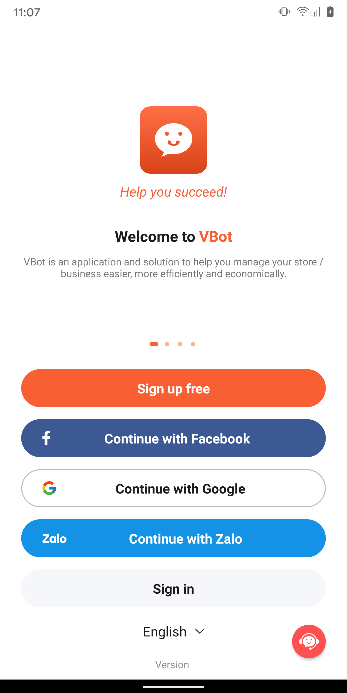 11:07
Help you succeed!
Welcome to VBot
VBot is an application and solution to help you manage your store /
business easier, more efficiently and economically.
Sign up free
Continue with Facebook
Continue with Google
Zalo Continue with Zalo
Sign in
English
Version